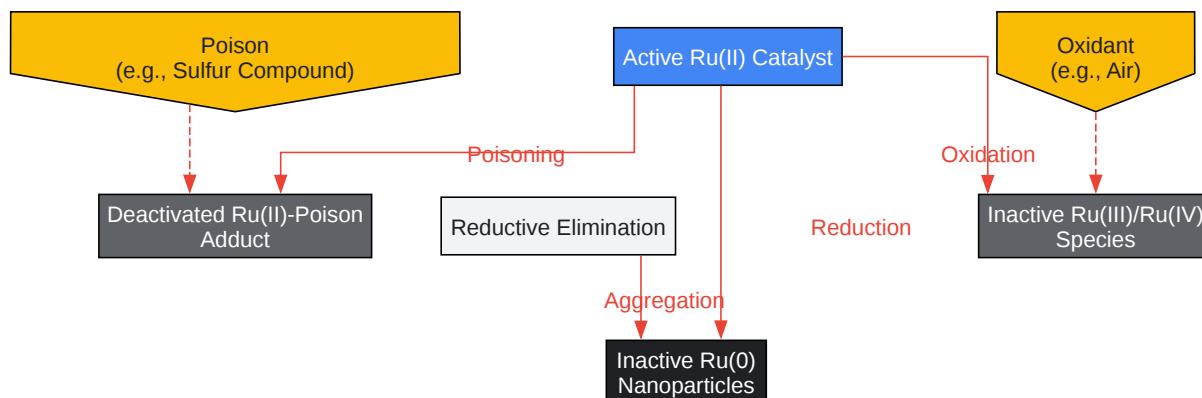 Poison
(e.g., Sulfur Compound)
Active Ru(II) Catalyst
Oxidant
(e.g., Air)
Poisoning
Oxidation
Deactivated Ru(II)-Poison
Adduct
Reductive Elimination
Reduction
Inactive Ru(III)/Ru(IV)
Species
Aggregation
Inactive Ru(0)
Nanoparticles